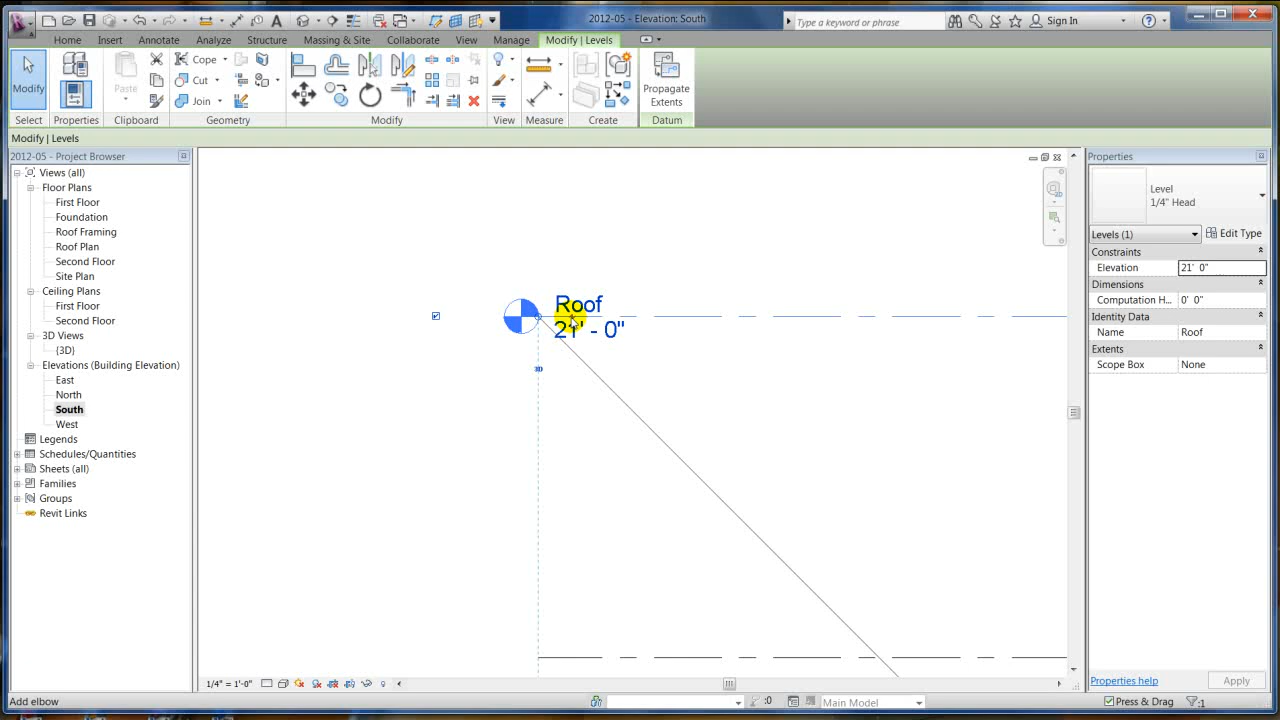 2012-05 - Elevation: South
Type a keyword or phrase
Sign In
Home Insert Annotate Analyze Structure Massing & Site Collaborate View Manage Modify | Levels
Modify
Paste
Cope
Cut
Join
Propagate
Extents
Select Properties Clipboard Geometry Modify View Measure Create Datum
Modify | Levels
2012-05 - Project Browser
Views (all)
Floor Plans
First Floor
Foundation
Roof Framing
Roof Plan
Second Floor
Site Plan
Ceiling Plans
First Floor
Second Floor
3D Views
{3D}
Elevations (Building Elevation)
East
North
South
West
Legends
Schedules/Quantities
Sheets (all)
Families
Groups
Revit Links
Roof
21' - 0"
3D
Properties
Level
1/4" Head
Levels (1)
Edit Type
Constraints
Elevation 21' 0"
Dimensions
Computation H... 0' 0"
Identity Data
Name Roof
Extents
Scope Box None
Properties help
Apply
1/4" = 1'-0"
Add elbow
:0
Main Model
Press & Drag
:1